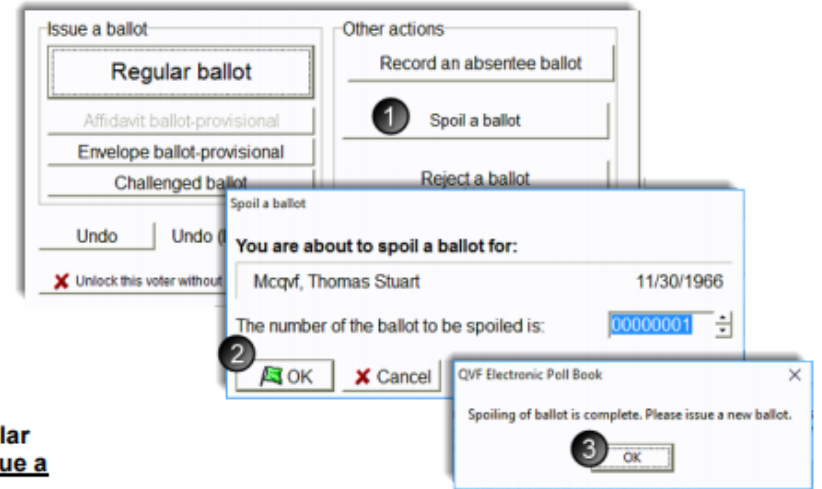 Issue a ballot
Other actions
Regular ballot
Record an absentee ballot
Affidavit ballot-provisional
1 Spoil a ballot
Envelope ballot-provisional
Challenged ballot
Reject a ballot
Undo Undo (
Unlock this voter without
Spoil a ballot
You are about to spoil a ballot for:
Mcqvf, Thomas Stuart 11/30/1966
The number of the ballot to be spoiled is: 00000001
2
OK Cancel
QVF Electronic Poll Book
Spoiling of ballot is complete. Please issue a new ballot.
3 OK
lar
ue a